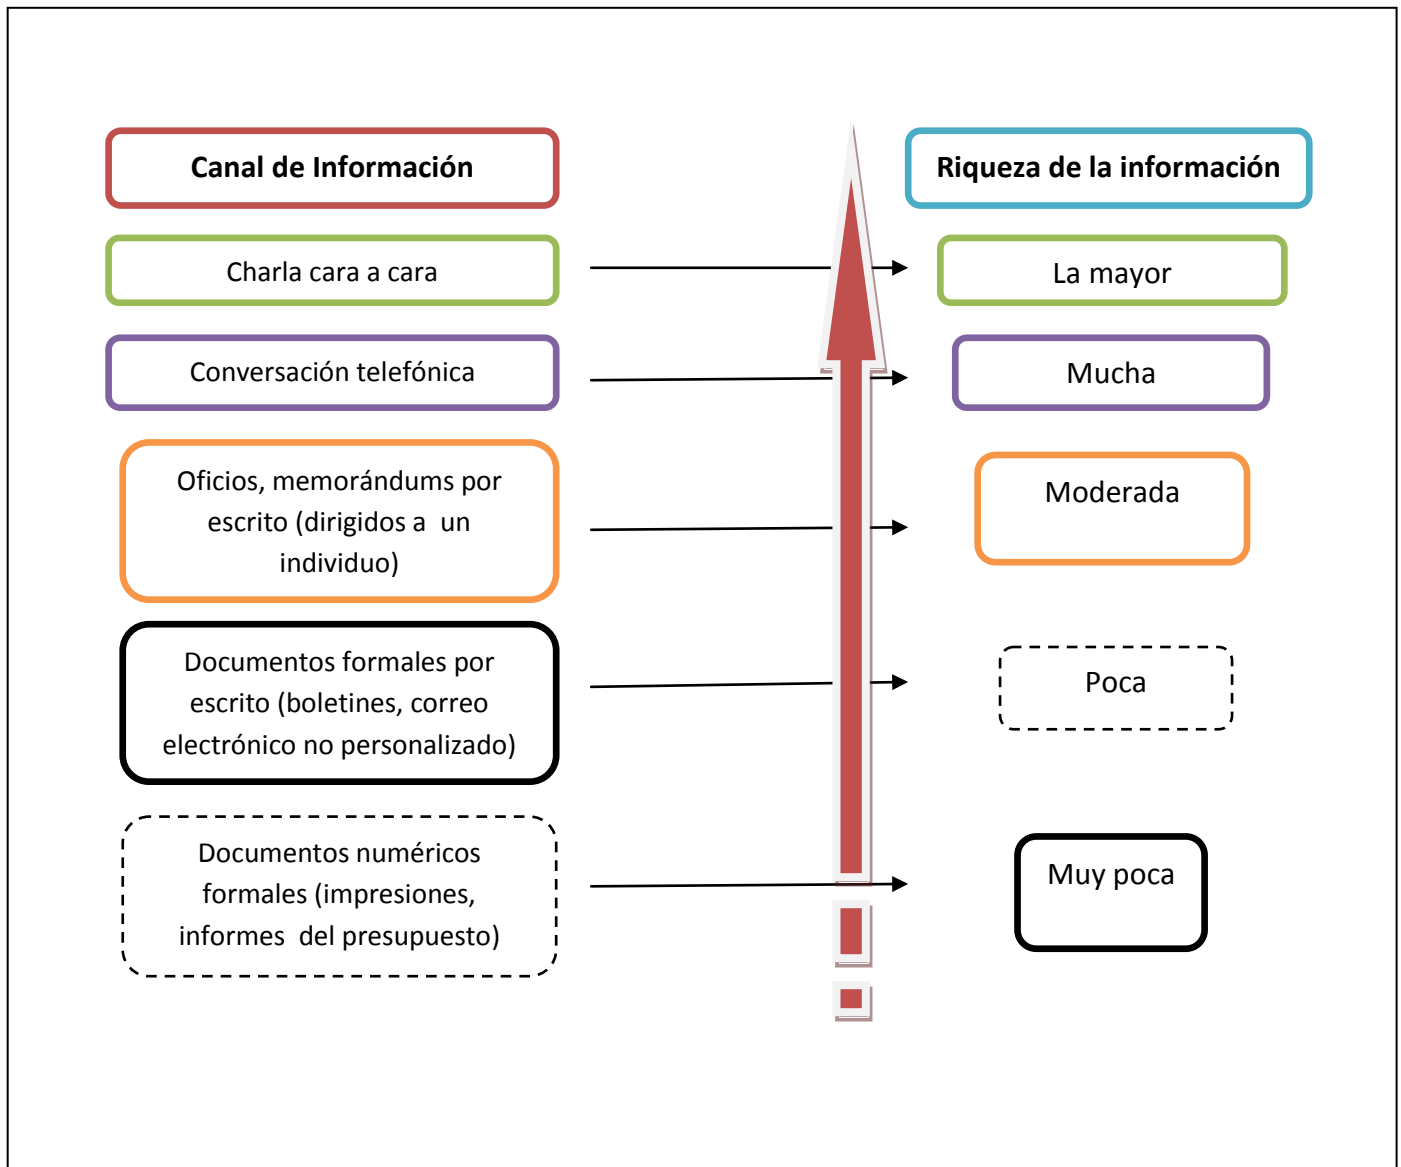 Canal de Información
Riqueza de la información
Charla cara a cara
La mayor
Conversación telefónica
Mucha
Oficios, memorándums por
escrito (dirigidos a un
individuo)
Moderada
Documentos formales por
escrito (boletines, correo
electrónico no personalizado)
Poca
Documentos numéricos
formales (impresiones,
informes del presupuesto)
Muy poca